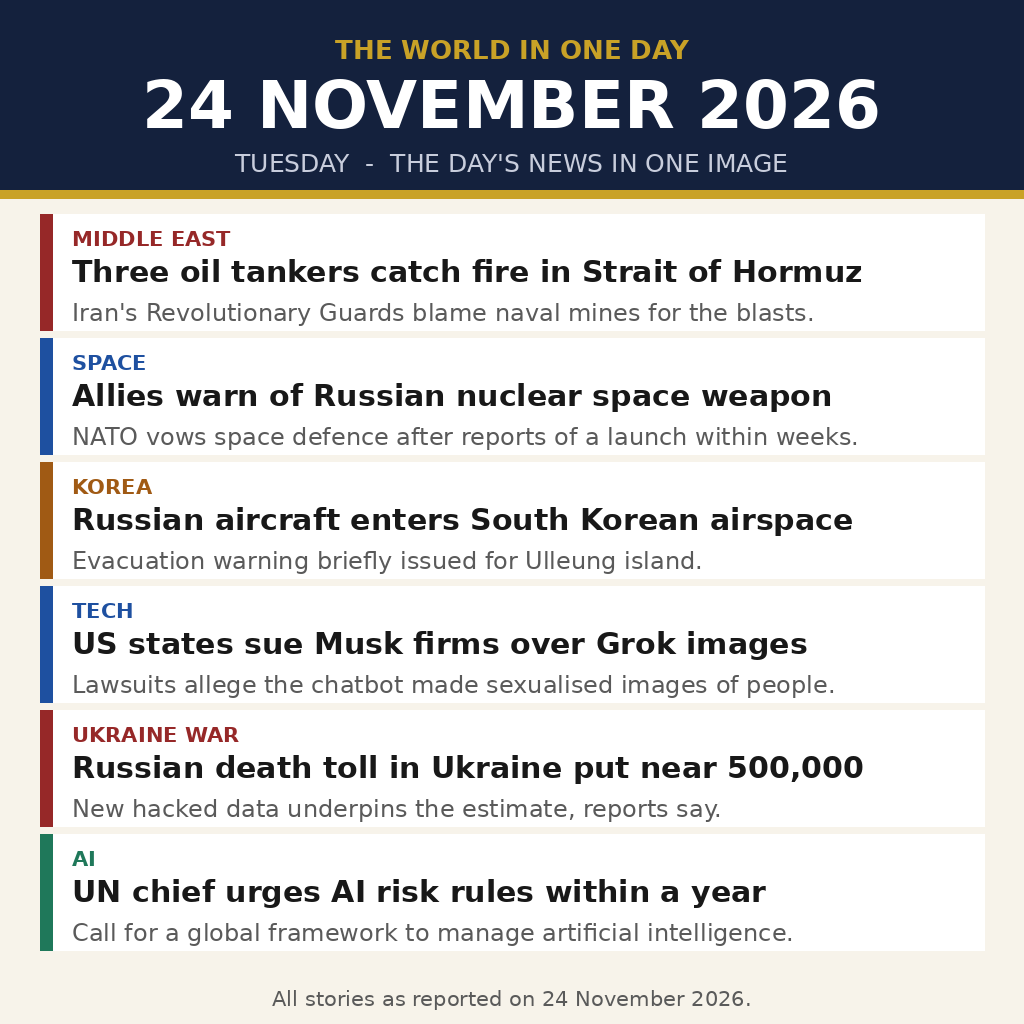 THE WORLD IN ONE DAY
24 NOVEMBER 2026
TUESDAY - THE DAY'S NEWS IN ONE IMAGE
MIDDLE EAST
Three oil tankers catch fire in Strait of Hormuz
Iran's Revolutionary Guards blame naval mines for the blasts.
SPACE
Allies warn of Russian nuclear space weapon
NATO vows space defence after reports of a launch within weeks.
KOREA
Russian aircraft enters South Korean airspace
Evacuation warning briefly issued for Ulleung island.
TECH
US states sue Musk firms over Grok images
Lawsuits allege the chatbot made sexualised images of people.
UKRAINE WAR
Russian death toll in Ukraine put near 500,000
New hacked data underpins the estimate, reports say.
AI
UN chief urges AI risk rules within a year
Call for a global framework to manage artificial intelligence.
All stories as reported on 24 November 2026.